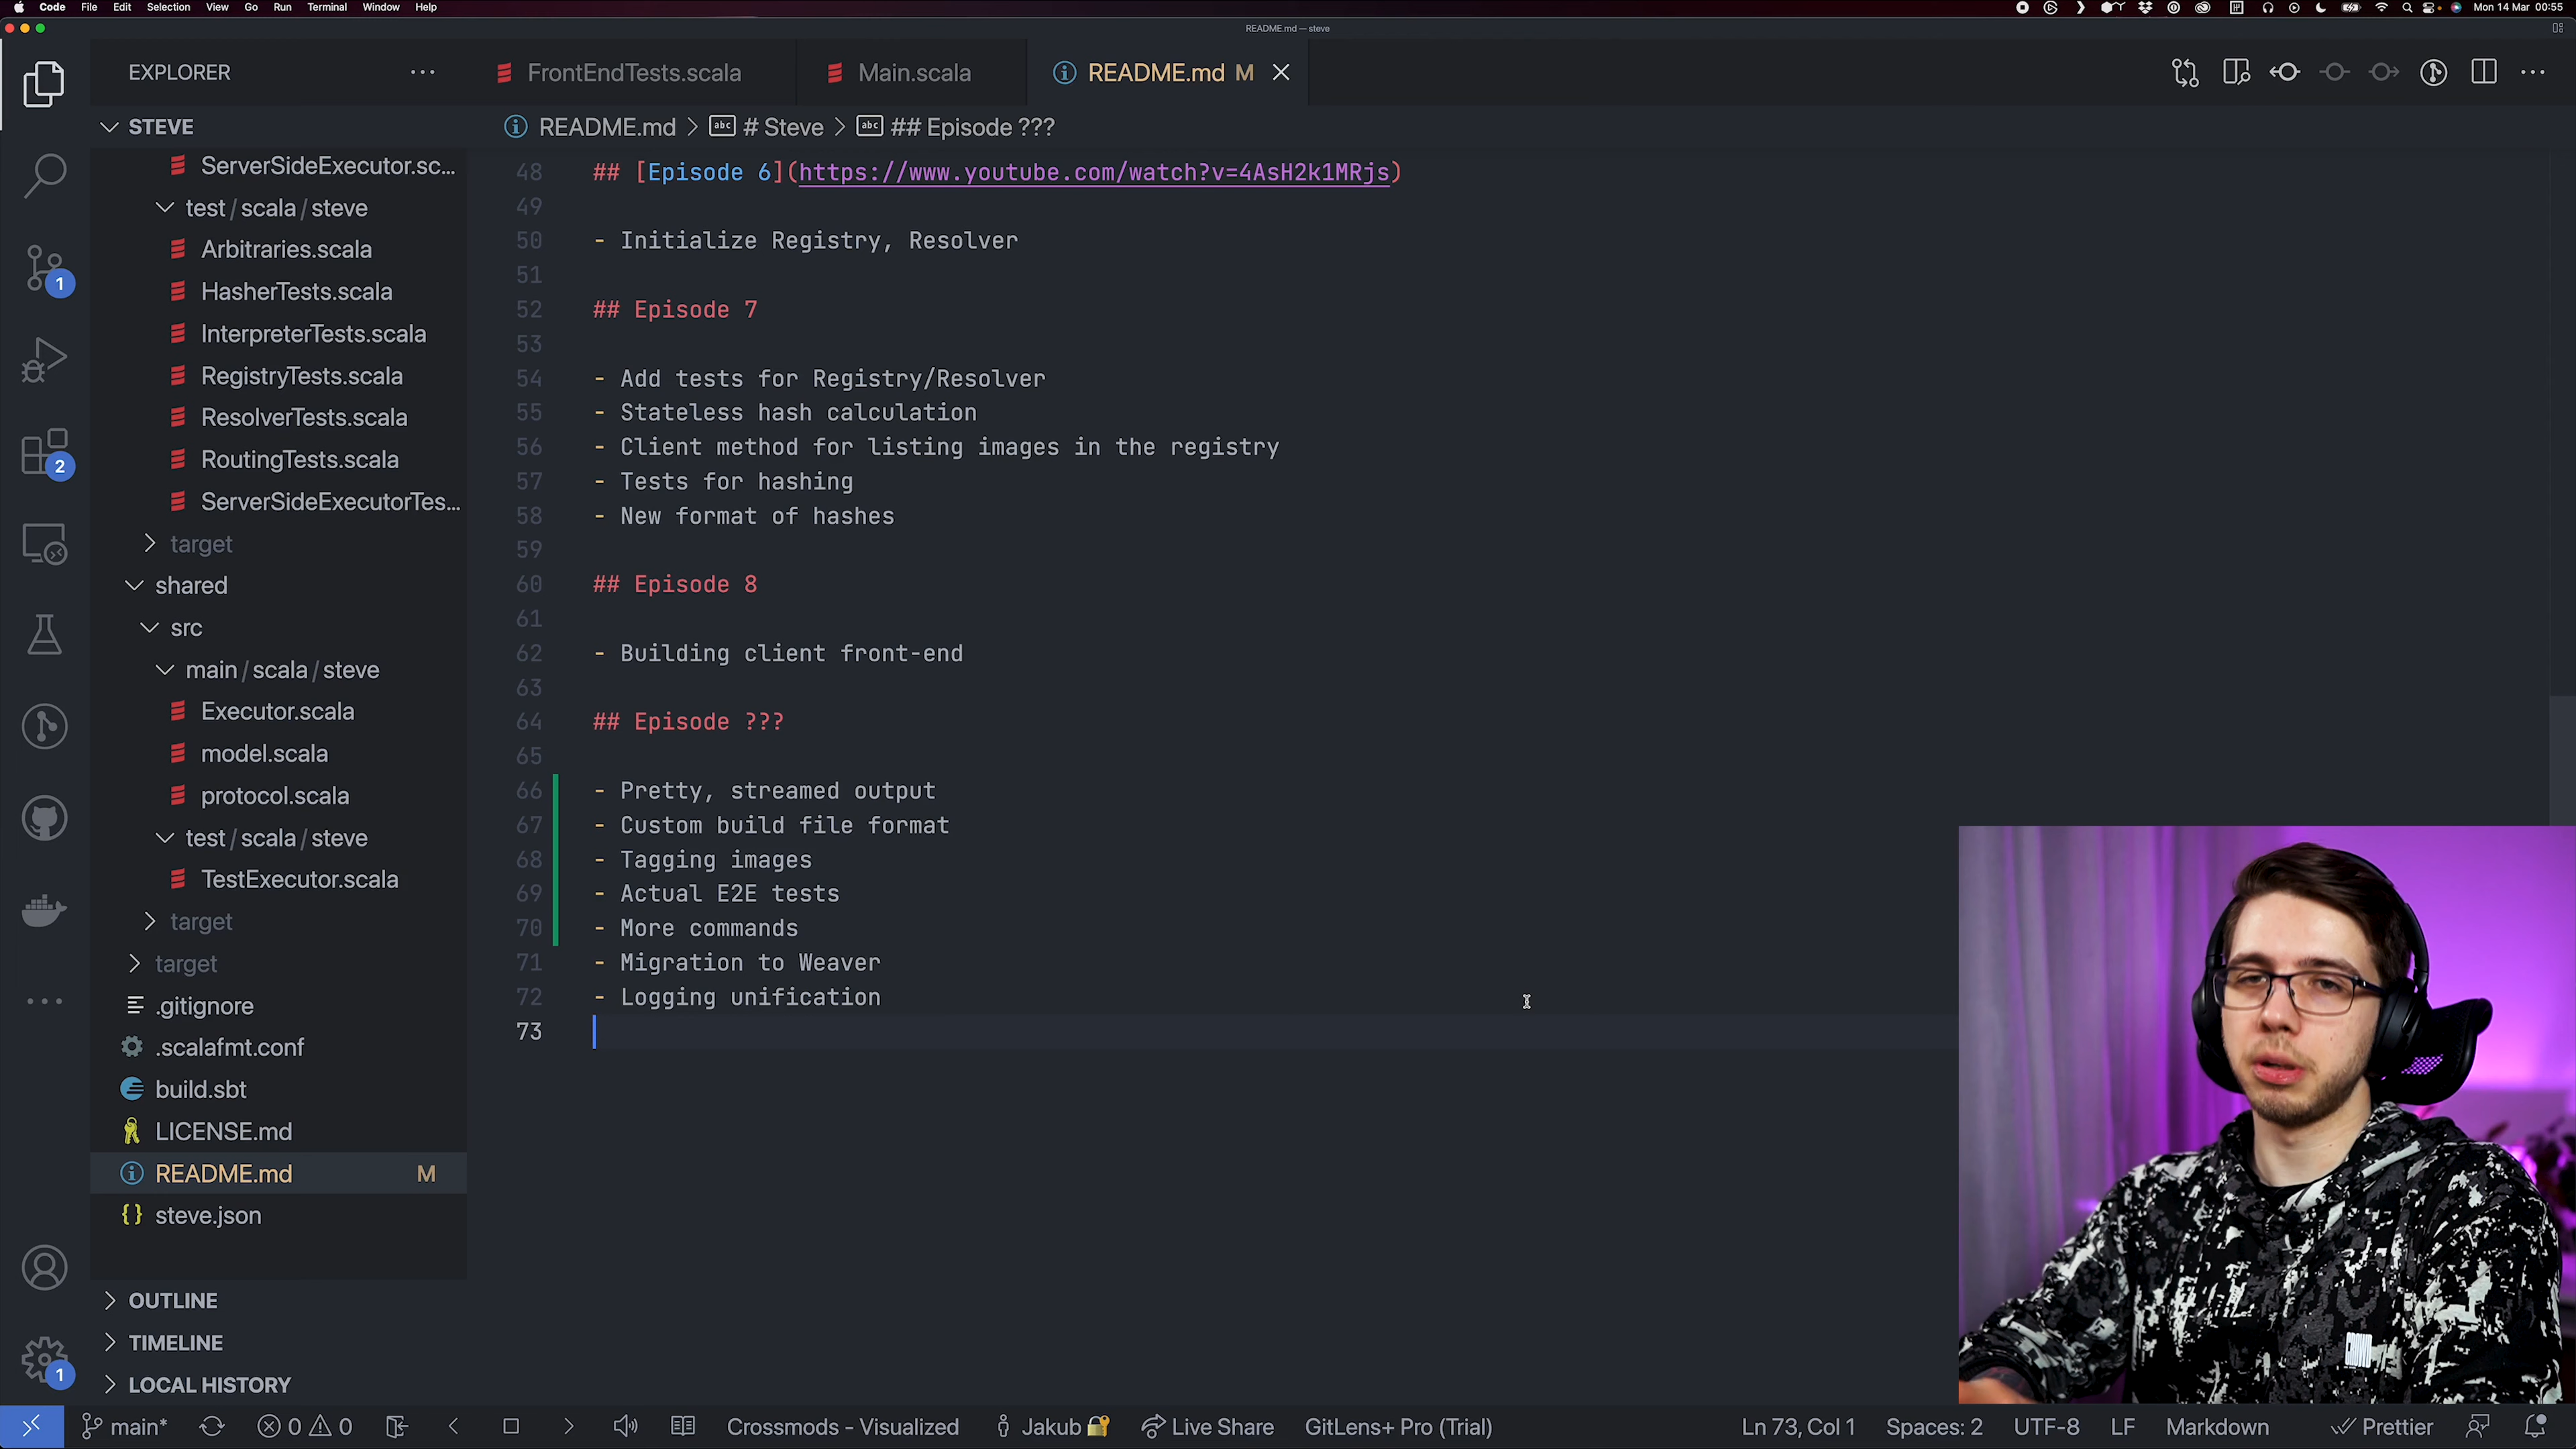 Code File Edit Selection View Go Run Terminal Window Help
Mon 14 Mar 00:55
README.md — steve
EXPLORER
FrontEndTests.scala
Main.scala
README.md M
STEVE
README.md > # Steve > ## Episode ???
ServerSideExecutor.sc...
test / scala / steve
Arbitraries.scala
HasherTests.scala
InterpreterTests.scala
RegistryTests.scala
ResolverTests.scala
RoutingTests.scala
ServerSideExecutorTes...
target
shared
src
main / scala / steve
Executor.scala
model.scala
protocol.scala
test / scala / steve
TestExecutor.scala
target
target
.gitignore
.scalafmt.conf
build.sbt
LICENSE.md
README.md M
steve.json
OUTLINE
TIMELINE
LOCAL HISTORY
1
2
1
48 ## [Episode 6](https://www.youtube.com/watch?v=4AsH2k1MRjs)
49
50 - Initialize Registry, Resolver
51
52 ## Episode 7
53
54 - Add tests for Registry/Resolver
55 - Stateless hash calculation
56 - Client method for listing images in the registry
57 - Tests for hashing
58 - New format of hashes
59
60 ## Episode 8
61
62 - Building client front-end
63
64 ## Episode ???
65
66 - Pretty, streamed output
67 - Custom build file format
68 - Tagging images
69 - Actual E2E tests
70 - More commands
71 - Migration to Weaver
72 - Logging unification
73
main* 0 0 Crossmods - Visualized Jakub Live Share GitLens+ Pro (Trial) Ln 73, Col 1 Spaces: 2 UTF-8 LF Markdown Prettier